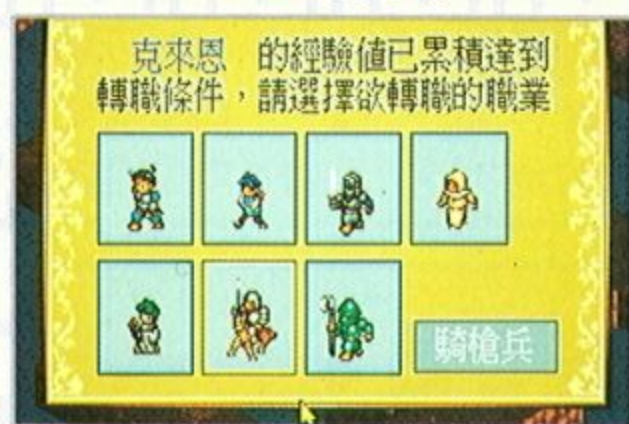 克來恩 的經驗值已累積達到
轉職條件，請選擇欲轉職的職業
騎槍兵